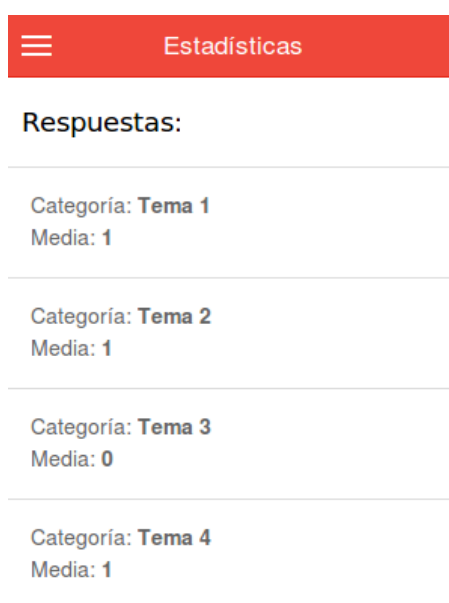 Estadísticas
Respuestas:
Categoría: Tema 1
Media: 1
Categoría: Tema 2
Media: 1
Categoría: Tema 3
Media: 0
Categoría: Tema 4
Media: 1